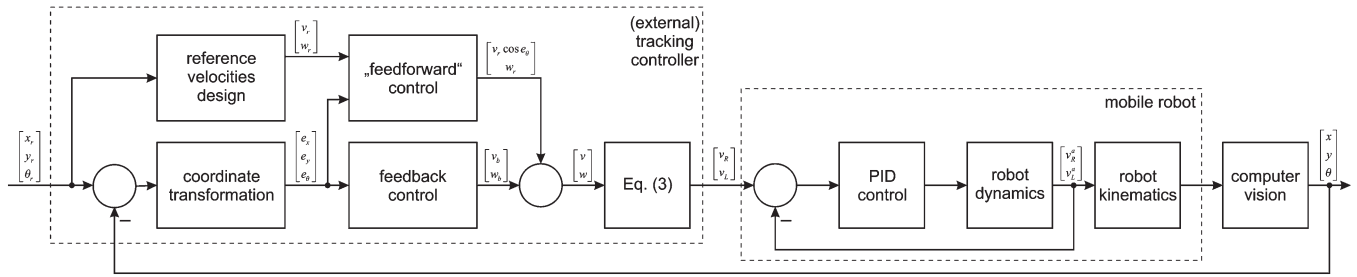 (external)
tracking
controller
reference
velocities
design
v_r
w_r
„feedforward“
control
v_r cos e_θ
w_r
mobile robot
x_r
y_r
θ_r
coordinate
transformation
e_x
e_y
e_θ
feedback
control
v_b
w_b
v
w
Eq. (3)
v_R
v_L
PID
control
robot
dynamics
v_R^a
v_L^a
robot
kinematics
computer
vision
x
y
θ
−
−